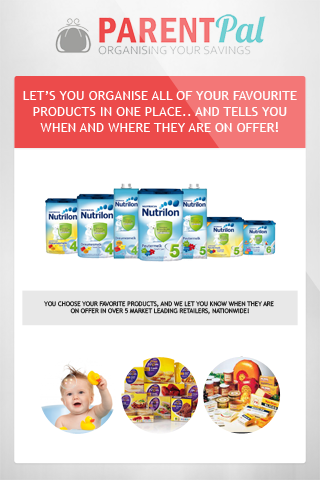 PARENTPal
ORGANISING YOUR SAVINGS
LET'S YOU ORGANISE ALL OF YOUR FAVOURITE
PRODUCTS IN ONE PLACE.. AND TELLS YOU
WHEN AND WHERE THEY ARE ON OFFER!
Nutrilon
Nutrilon
Nutrilon
Nutrilon
Nutrilon
Nutrilon
Nutrilon
4
4
4
5
5
5
6
YOU CHOOSE YOUR FAVORITE PRODUCTS, AND WE LET YOU KNOW WHEN THEY ARE
ON OFFER IN OVER 5 MARKET LEADING RETAILERS, NATIONWIDE!